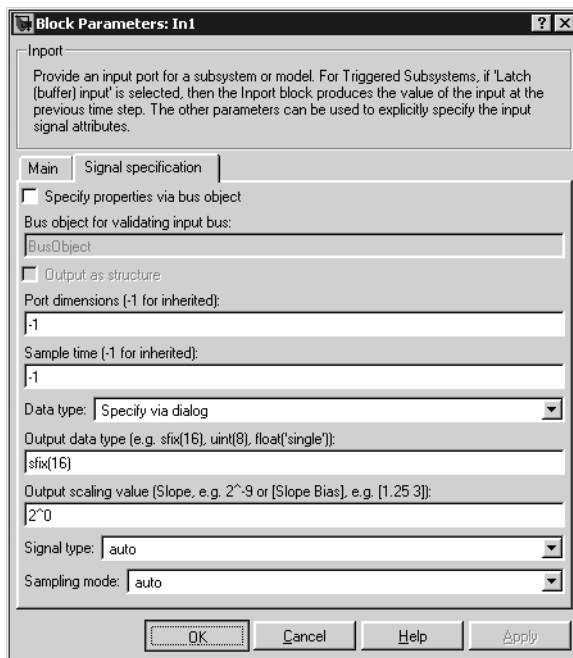 Block Parameters: In1
Inport
Provide an input port for a subsystem or model. For Triggered Subsystems, if 'Latch
(buffer) input' is selected, then the Inport block produces the value of the input at the
previous time step. The other parameters can be used to explicitly specify the input
signal attributes.
Main Signal specification
Specify properties via bus object
Bus object for validating input bus:
BusObject
Output as structure
Port dimensions (-1 for inherited):
-1
Sample time (-1 for inherited):
-1
Data type: Specify via dialog
Output data type (e.g. sfix(16), uint(8), float('single')):
sfix(16)
Output scaling value (Slope, e.g. 2^-9 or [Slope Bias], e.g. [1.25 3]):
2^0
Signal type: auto
Sampling mode: auto
OK Cancel Help Apply